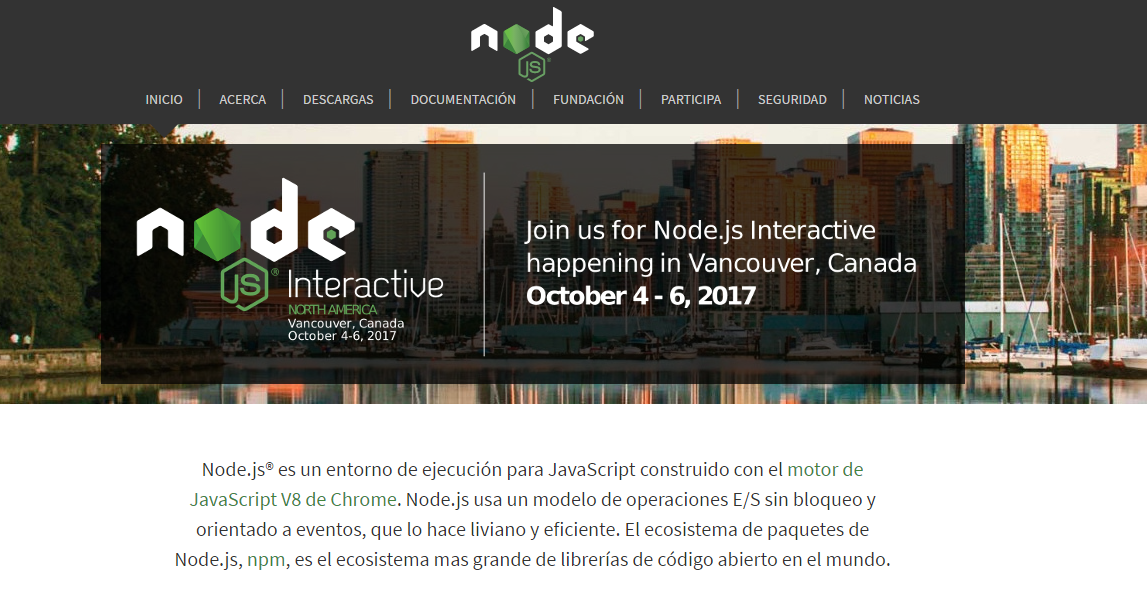 node
JS®
INICIO | ACERCA | DESCARGAS | DOCUMENTACIÓN | FUNDACIÓN | PARTICIPA | SEGURIDAD | NOTICIAS
node
JS® Interactive
NORTH AMERICA
Vancouver, Canada
October 4-6, 2017
Join us for Node.js Interactive
happening in Vancouver, Canada
October 4 - 6, 2017
Node.js® es un entorno de ejecución para JavaScript construido con el motor de
JavaScript V8 de Chrome. Node.js usa un modelo de operaciones E/S sin bloqueo y
orientado a eventos, que lo hace liviano y eficiente. El ecosistema de paquetes de
Node.js, npm, es el ecosistema mas grande de librerías de código abierto en el mundo.